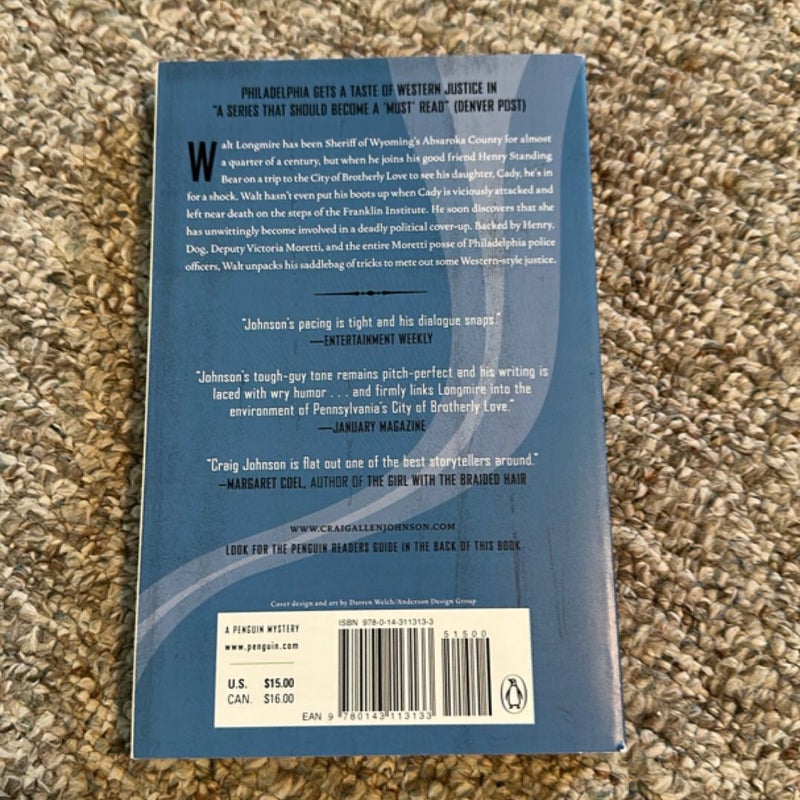 PHILADELPHIA GETS A TASTE OF WESTERN JUSTICE IN
"A SERIES THAT SHOULD BECOME A 'MUST' READ" (DENVER POST)
Walt Longmire has been Sheriff of Wyoming's Absaroka County for almost
a quarter of a century, but when he joins his good friend Henry Standing
Bear on a trip to the City of Brotherly Love to see his daughter, Cady, he's in
for a shock. Walt hasn't even put his boots up when Cady is viciously attacked and
left near death on the steps of the Franklin Institute. He soon discovers that she
has unwittingly become involved in a deadly political cover-up. Backed by Henry,
Dog, Deputy Victoria Moretti, and the entire Moretti posse of Philadelphia police
officers, Walt unpacks his saddlebag of tricks to mete out some Western-style justice.
"Johnson's pacing is tight and his dialogue snaps."
—ENTERTAINMENT WEEKLY
"Johnson's tough-guy tone remains pitch-perfect and his writing is
laced with wry humor . . . and firmly links Longmire into the
environment of Pennsylvania's City of Brotherly Love."
—JANUARY MAGAZINE
"Craig Johnson is flat out one of the best storytellers around."
—MARGARET COEL, AUTHOR OF THE GIRL WITH THE BRAIDED HAIR
WWW.CRAIGALLENJOHNSON.COM
LOOK FOR THE PENGUIN READERS GUIDE IN THE BACK OF THIS BOOK
Cover design and art by Darren Welch/Anderson Design Group
A PENGUIN MYSTERY
www.penguin.com
U.S. $15.00
CAN. $16.00
ISBN 978-0-14-311313-3
51500
EAN 9 780143 113133